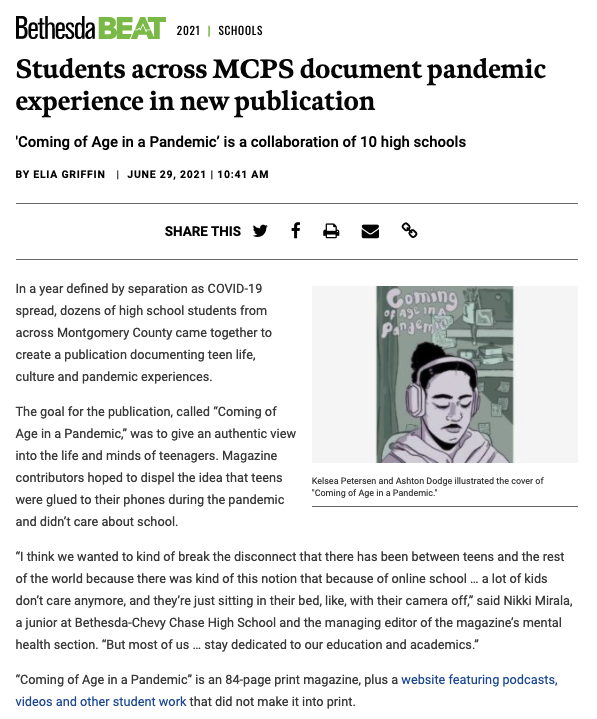 Bethesda BEAT 2021 | SCHOOLS
Students across MCPS document pandemic
experience in new publication
'Coming of Age in a Pandemic' is a collaboration of 10 high schools
BY ELIA GRIFFIN | JUNE 29, 2021 | 10:41 AM
SHARE THIS
In a year defined by separation as COVID-19
spread, dozens of high school students from
across Montgomery County came together to
create a publication documenting teen life,
culture and pandemic experiences.
The goal for the publication, called “Coming of
Age in a Pandemic,” was to give an authentic view
into the life and minds of teenagers. Magazine
contributors hoped to dispel the idea that teens
were glued to their phones during the pandemic
and didn’t care about school.
Coming
of Age in a
Pandemic
Kelsea Petersen and Ashton Dodge illustrated the cover of
"Coming of Age in a Pandemic."
“I think we wanted to kind of break the disconnect that there has been between teens and the rest
of the world because there was kind of this notion that because of online school … a lot of kids
don’t care anymore, and they’re just sitting in their bed, like, with their camera off,” said Nikki Mirala,
a junior at Bethesda-Chevy Chase High School and the managing editor of the magazine’s mental
health section. “But most of us … stay dedicated to our education and academics.”
“Coming of Age in a Pandemic” is an 84-page print magazine, plus a website featuring podcasts,
videos and other student work that did not make it into print.